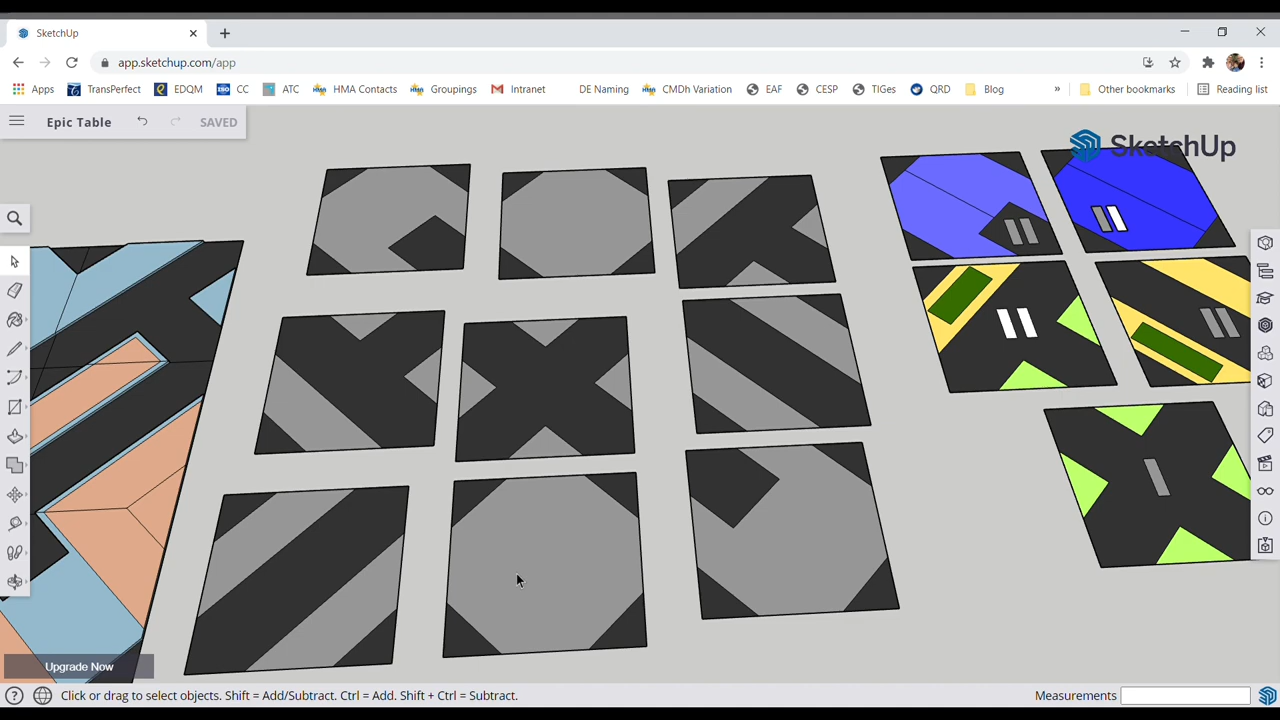 SketchUp
app.sketchup.com/app
Apps TransPerfect EDQM CC ATC HMA Contacts Groupings Intranet DE Naming CMDh Variation EAF CESP TIGes QRD Blog » Other bookmarks Reading list
Epic Table SAVED
SketchUp
Upgrade Now
Click or drag to select objects. Shift = Add/Subtract. Ctrl = Add. Shift + Ctrl = Subtract. Measurements